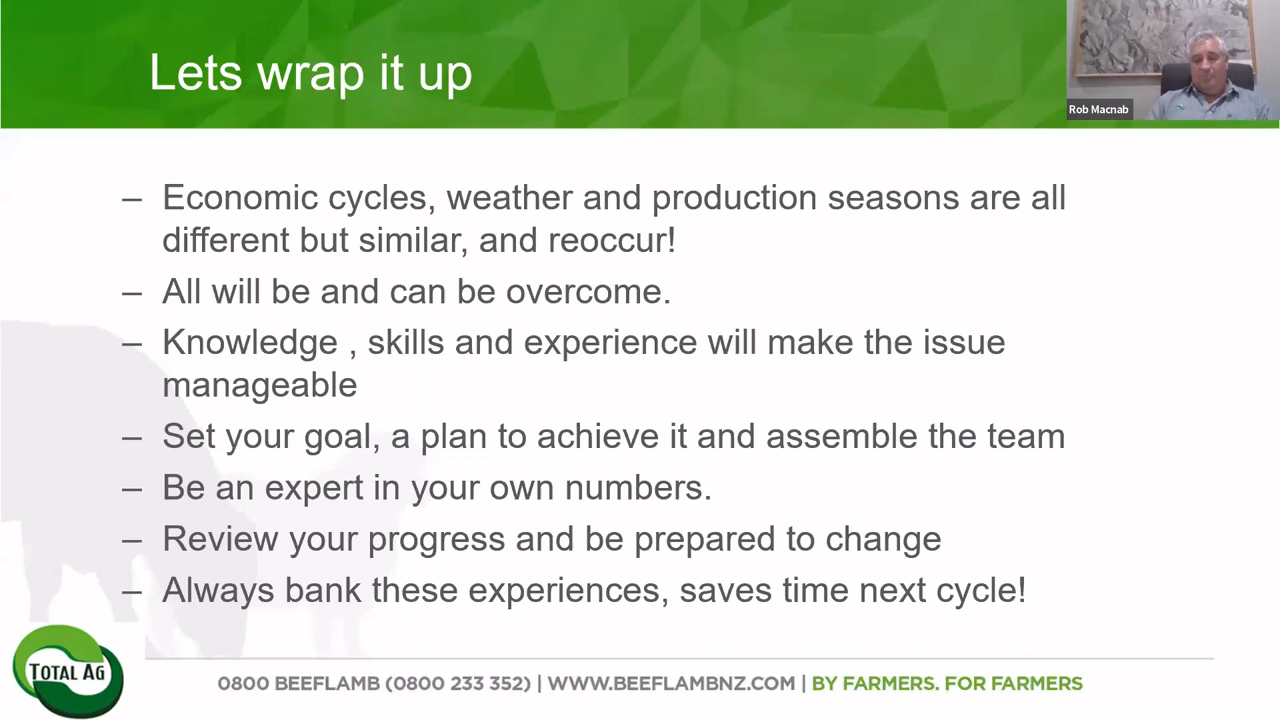 Lets wrap it up
Rob Macnab
– Economic cycles, weather and production seasons are all
different but similar, and reoccur!
– All will be and can be overcome.
– Knowledge , skills and experience will make the issue
manageable
– Set your goal, a plan to achieve it and assemble the team
– Be an expert in your own numbers.
– Review your progress and be prepared to change
– Always bank these experiences, saves time next cycle!
TOTAL AG
0800 BEEFLAMB (0800 233 352) | WWW.BEEFLAMBNZ.COM | BY FARMERS. FOR FARMERS